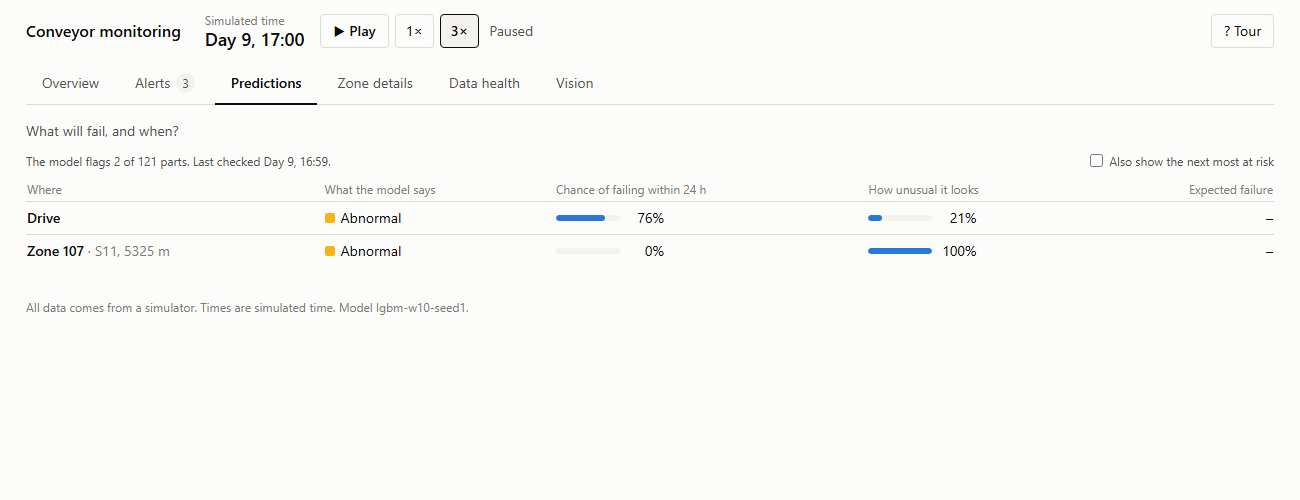 Conveyor monitoring
Simulated time
Day 9, 17:00
▶ Play
1×
3×
Paused
? Tour
Overview
Alerts 3
Predictions
Zone details
Data health
Vision
What will fail, and when?
The model flags 2 of 121 parts. Last checked Day 9, 16:59.
Also show the next most at risk
Where What the model says Chance of failing within 24 h How unusual it looks Expected failure
Drive Abnormal 76% 21% –
Zone 107 · S11, 5325 m Abnormal 0% 100% –
All data comes from a simulator. Times are simulated time. Model lgbm-w10-seed1.